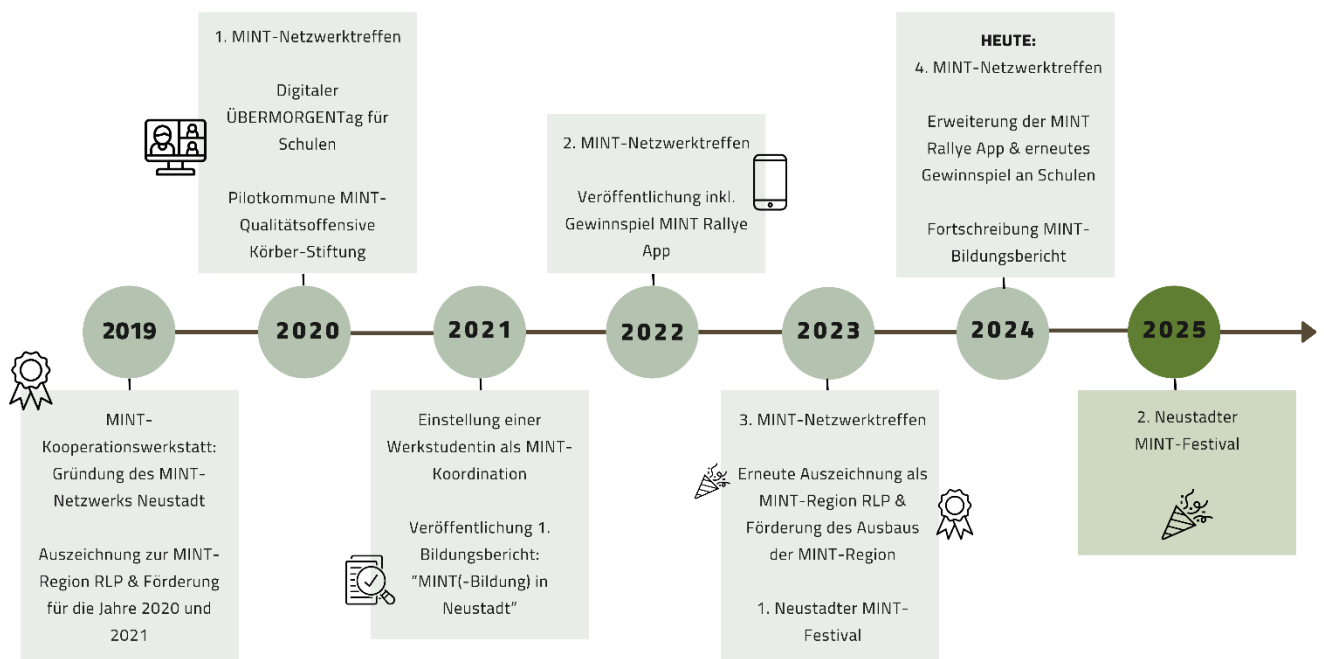 1. MINT-Netzwerktreffen
Digitaler
ÜBERMORGENTag für
Schulen
Pilotkommune MINT-
Qualitätsoffensive
Körber-Stiftung
2. MINT-Netzwerktreffen
Veröffentlichung inkl.
Gewinnspiel MINT Rallye
App
HEUTE:
4. MINT-Netzwerktreffen
Erweiterung der MINT
Rallye App & erneutes
Gewinnspiel an Schulen
Fortschreibung MINT-
Bildungsbericht
2019
2020
2021
2022
2023
2024
2025
MINT-
Kooperationswerkstatt:
Gründung des MINT-
Netzwerks Neustadt
Auszeichnung zur MINT-
Region RLP & Förderung
für die Jahre 2020 und
2021
Einstellung einer
Werkstudentin als MINT-
Koordination
Veröffentlichung 1.
Bildungsbericht:
"MINT(-Bildung) in
Neustadt"
3. MINT-Netzwerktreffen
Erneute Auszeichnung als
MINT-Region RLP &
Förderung des Ausbaus
der MINT-Region
1. Neustadter MINT-
Festival
2. Neustadter
MINT-Festival